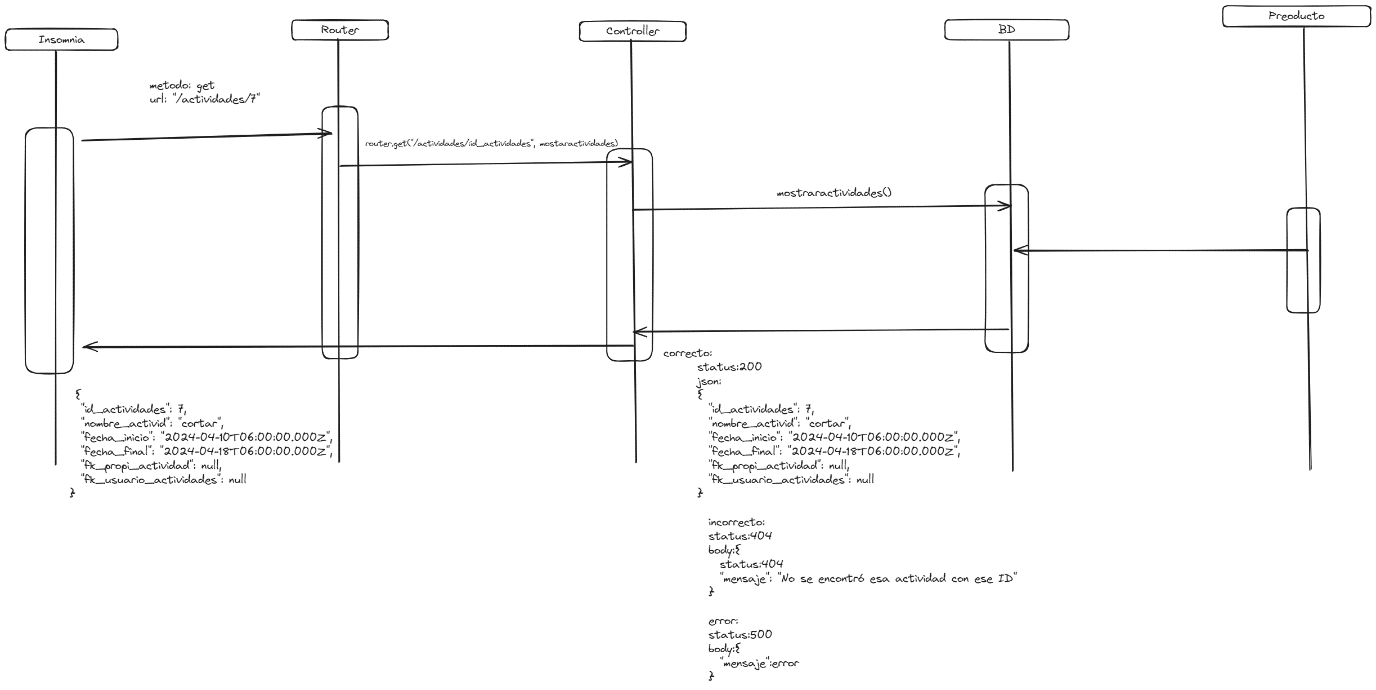 Insomnia
Router
Controller
BD
Preoducto
metodo: get
url: "/actividades/7"
router.get("/actividades/:id_actividades", mostaractividades)
mostraractividades()
{
"id_actividades": 7,
"nombre_activid": "cortar",
"fecha_inicio": "2024-04-10T06:00:00.000Z",
"fecha_final": "2024-04-18T06:00:00.000Z",
"fk_propi_actividad": null,
"fk_usuario_actividades": null
}
correcto:
status:200
json:
{
"id_actividades": 7,
"nombre_activid": "cortar",
"fecha_inicio": "2024-04-10T06:00:00.000Z",
"fecha_final": "2024-04-18T06:00:00.000Z",
"fk_propi_actividad": null,
"fk_usuario_actividades": null
}
incorrecto:
status:404
body:{
status:404
"mensaje": "No se encontró esa actividad con ese ID"
}
error:
status:500
body:{
"mensaje":error
}